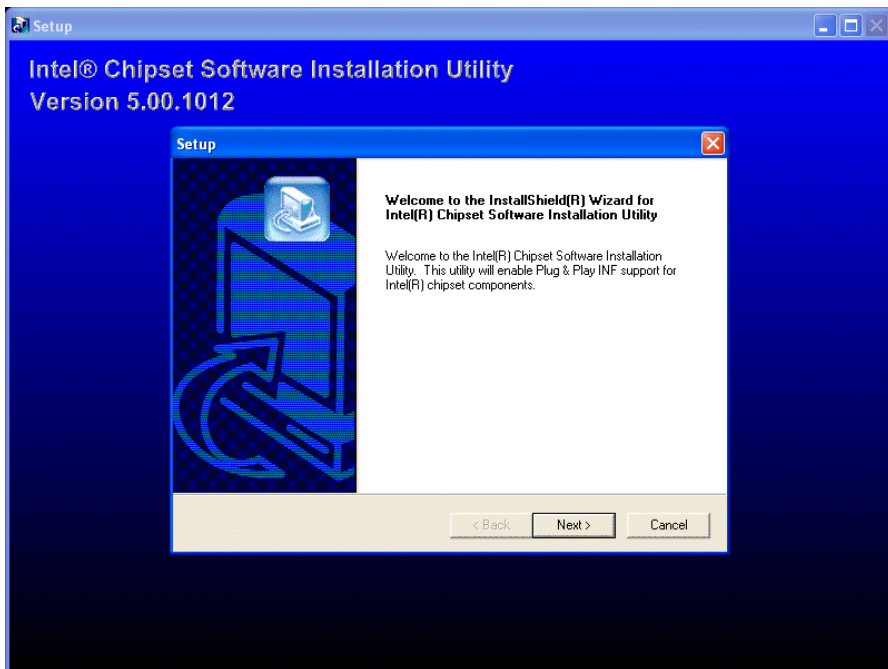 Setup
Intel® Chipset Software Installation Utility
Version 5.00.1012
Setup
Welcome to the InstallShield(R) Wizard for
Intel(R) Chipset Software Installation Utility
Welcome to the Intel(R) Chipset Software Installation
Utility. This utility will enable Plug & Play INF support for
Intel(R) chipset components.
< Back
Next >
Cancel